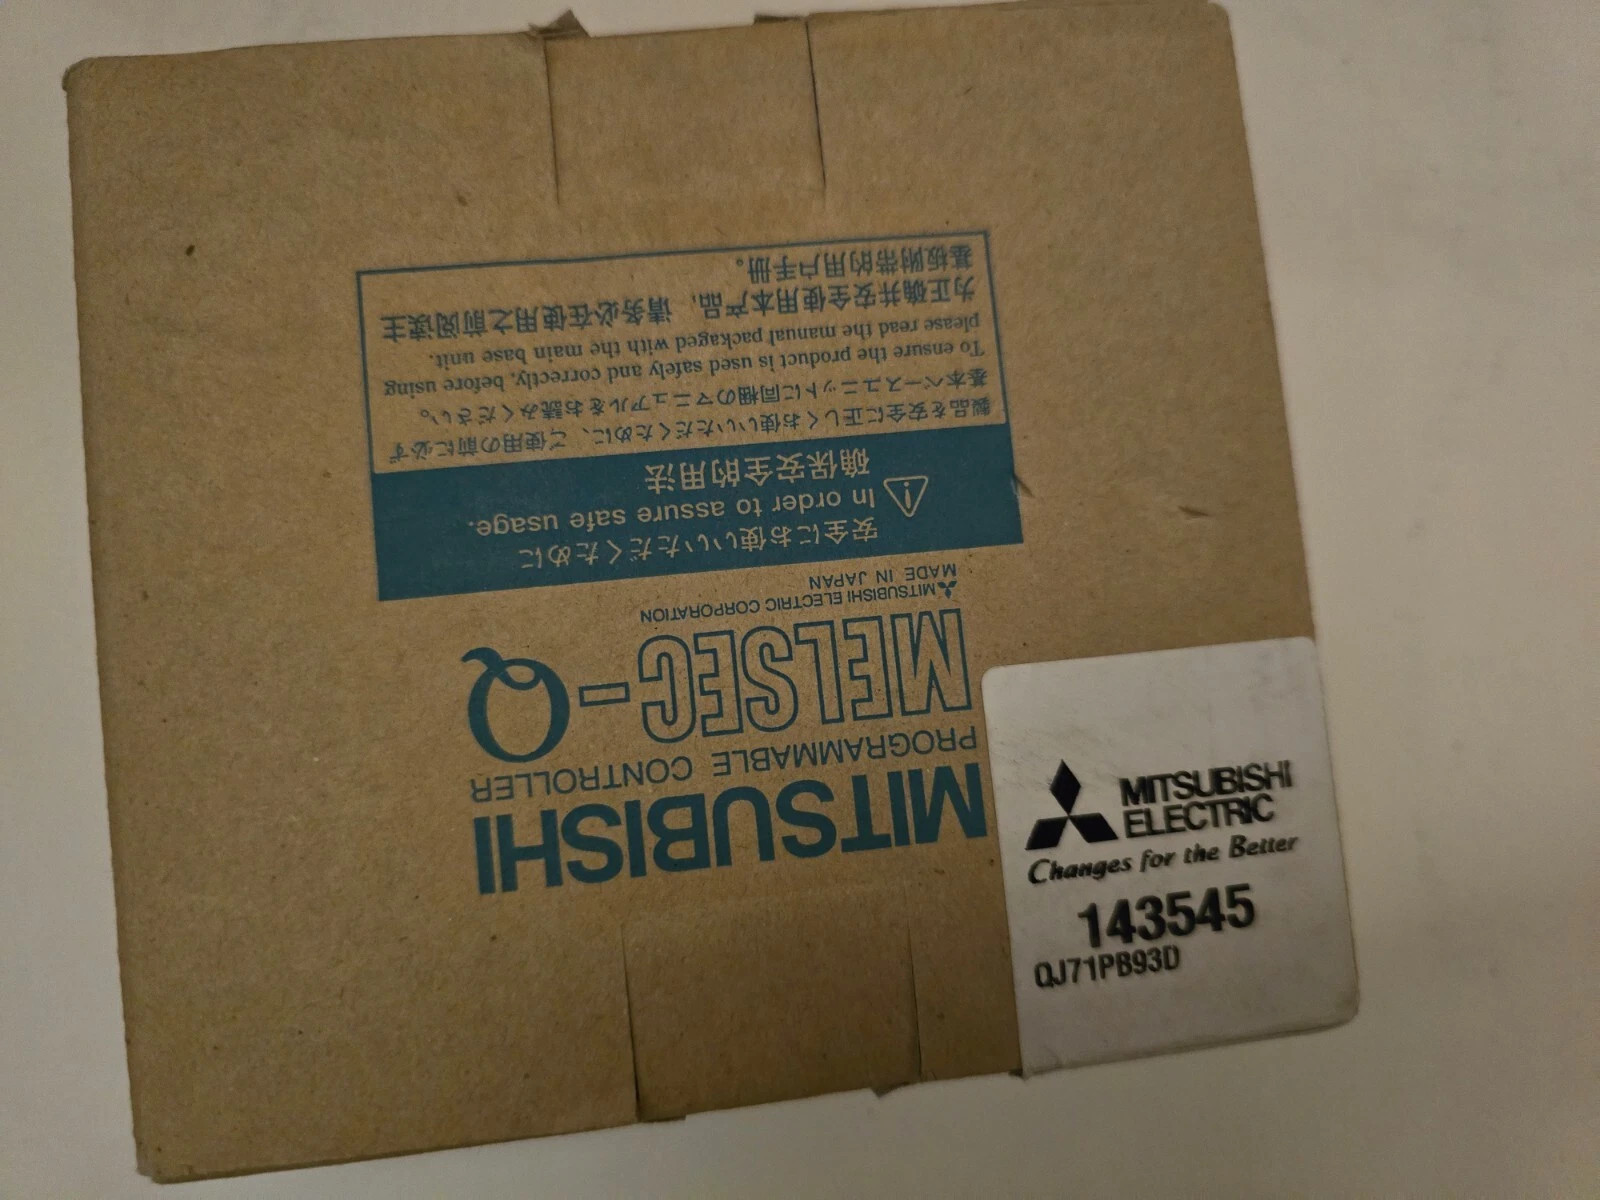 MITSUBISHI
PROGRAMMABLE CONTROLLER
MELSEC-Q
MITSUBISHI ELECTRIC CORPORATION
MADE IN JAPAN
安全にお使いいただくために
In order to assure safe usage.
确保安全的用法
製品を安全に正しくお使いいただくために、ご使用の前に必ず
基本ベースユニットに同梱のマニュアルをお読みください。
To ensure the product is used safely and correctly, before using
please read the manual packaged with the main base unit.
为正确并安全使用本产品，请务必在使用之前阅读主
基板附带的用户手册。
MITSUBISHI
ELECTRIC
Changes for the Better
143545
QJ71PB93D